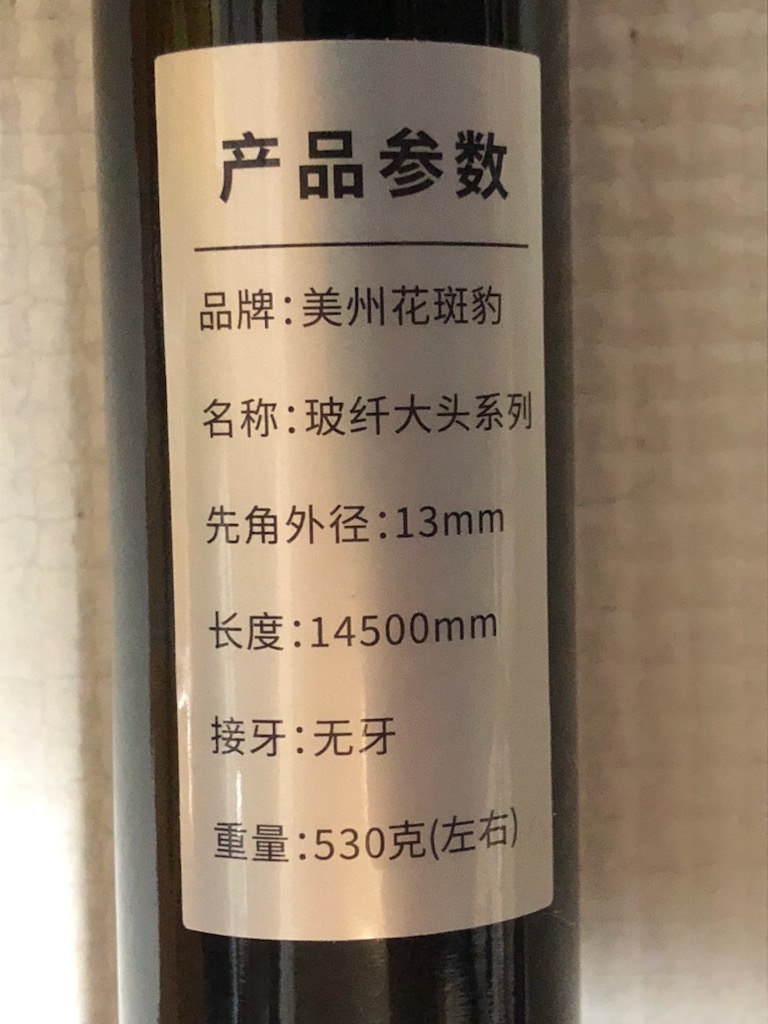 产品参数
品牌：美州花斑豹
名称：玻纤大头系列
先角外径：13mm
长度：14500mm
接牙：无牙
重量：530克(左右)